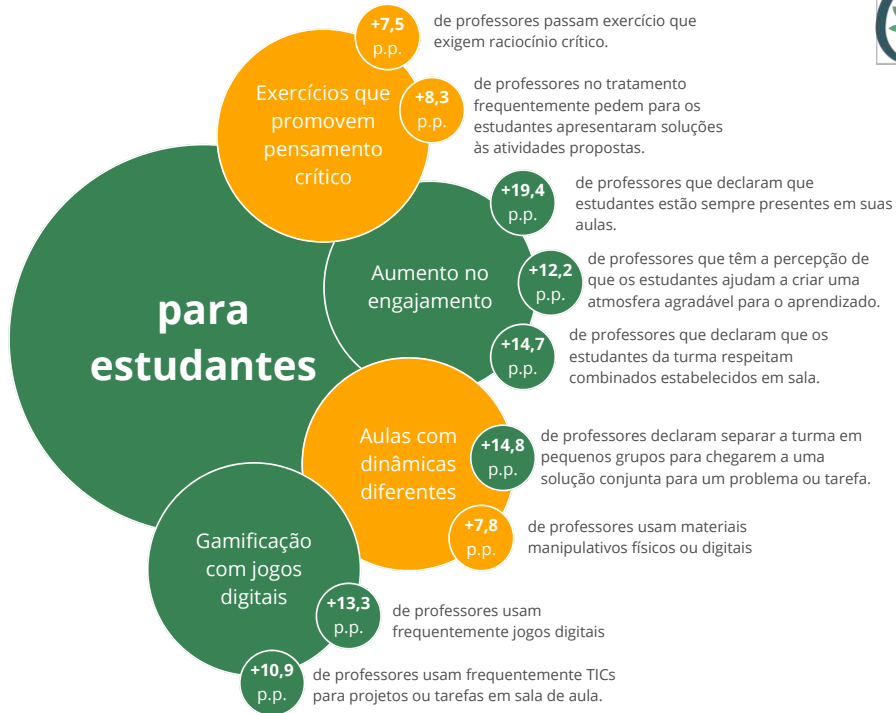 +7,5
p.p.
de professores passam exercício que
exigem raciocínio crítico.
Exercícios que
promovem
pensamento
crítico
+8,3
p.p.
de professores no tratamento
frequentemente pedem para os
estudantes apresentaram soluções
às atividades propostas.
para
estudantes
Aumento no
engajamento
+19,4
p.p.
de professores que declaram que
estudantes estão sempre presentes em suas
aulas.
+12,2
p.p.
de professores que têm a percepção de
que os estudantes ajudam a criar uma
atmosfera agradável para o aprendizado.
+14,7
p.p.
de professores que declaram que os
estudantes da turma respeitam
combinados estabelecidos em sala.
Aulas com
dinâmicas
diferentes
+14,8
p.p.
de professores declaram separar a turma em
pequenos grupos para chegarem a uma
solução conjunta para um problema ou tarefa.
+7,8
p.p.
de professores usam materiais
manipulativos físicos ou digitais
Gamificação
com jogos
digitais
+13,3
p.p.
de professores usam
frequentemente jogos digitais
+10,9
p.p.
de professores usam frequentemente TICs
para projetos ou tarefas em sala de aula.